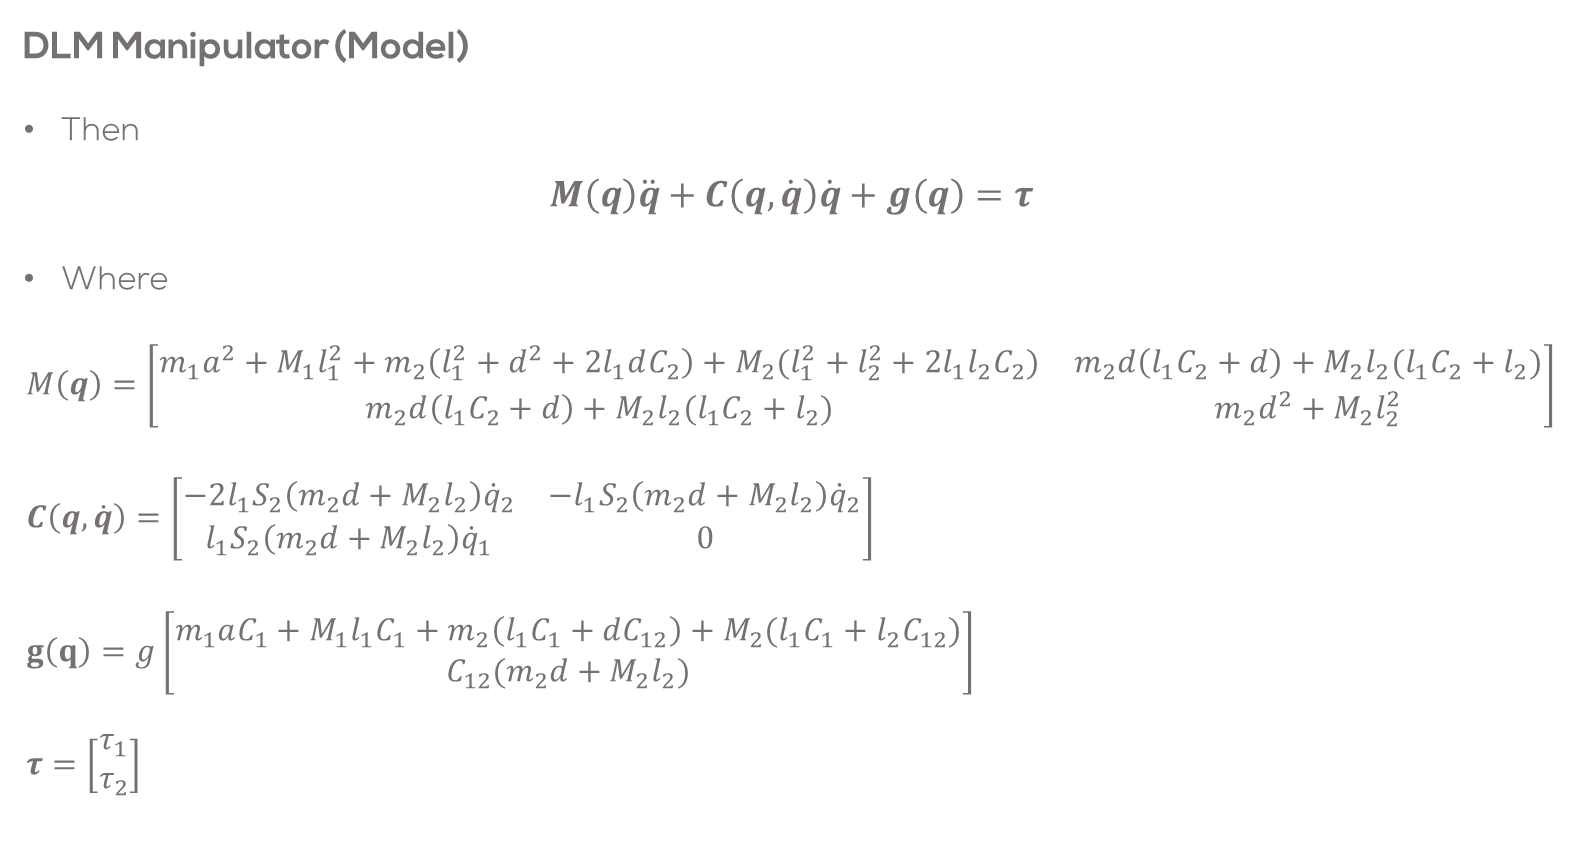 DLM Manipulator (Model)
• Then
M(q)q̈ + C(q, q̇)q̇ + g(q) = τ
• Where
M(q) = [m₁a² + M₁l₁² + m₂(l₁² + d² + 2l₁dC₂) + M₂(l₁² + l₂² + 2l₁l₂C₂)  m₂d(l₁C₂ + d) + M₂l₂(l₁C₂ + l₂)
m₂d(l₁C₂ + d) + M₂l₂(l₁C₂ + l₂)  m₂d² + M₂l₂²]
C(q, q̇) = [−2l₁S₂(m₂d + M₂l₂)q̇₂  −l₁S₂(m₂d + M₂l₂)q̇₂
l₁S₂(m₂d + M₂l₂)q̇₁  0]
g(q) = g [m₁aC₁ + M₁l₁C₁ + m₂(l₁C₁ + dC₁₂) + M₂(l₁C₁ + l₂C₁₂)
C₁₂(m₂d + M₂l₂)]
τ = [τ₁
τ₂]